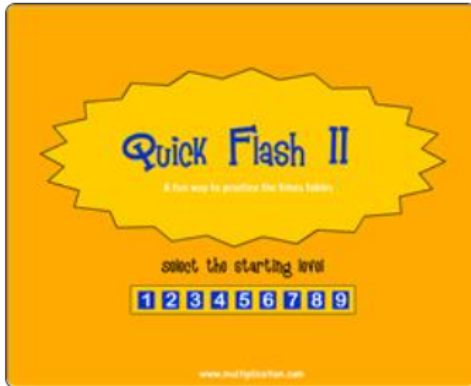 Quick Flash II
A fun way to practice the times tables
select the starting level
1 2 3 4 5 6 7 8 9
www.multiplication.com